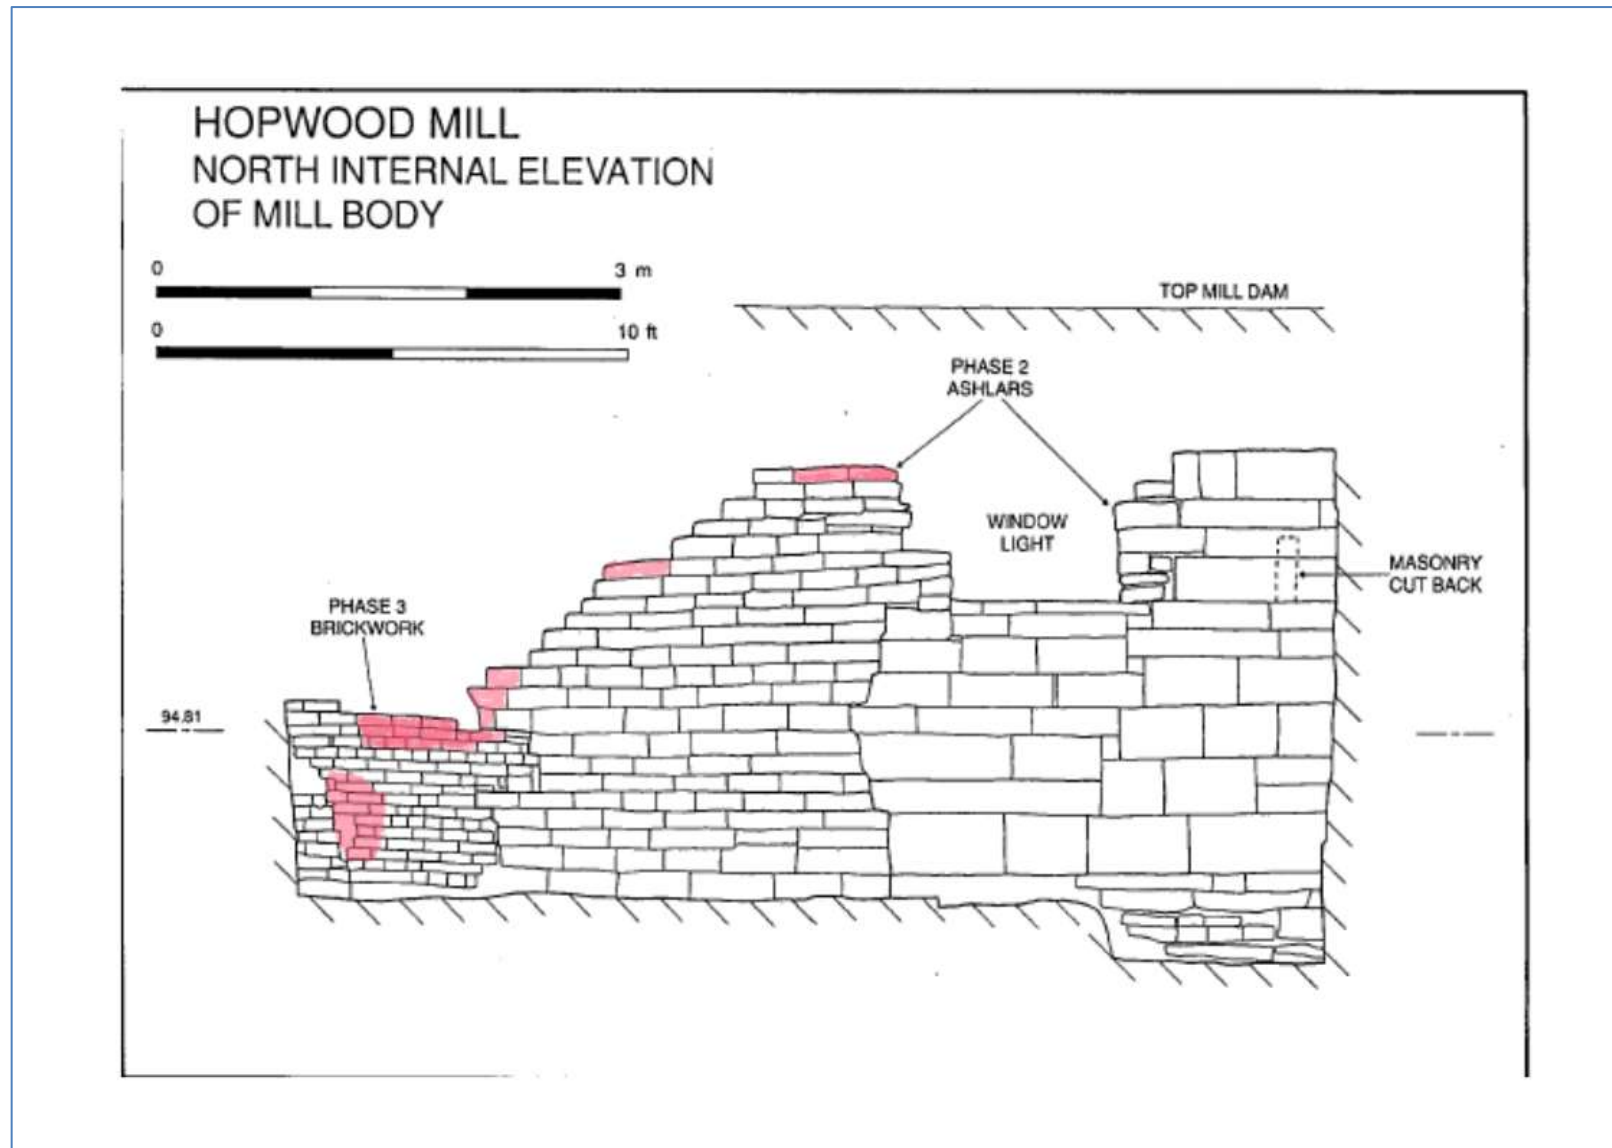 HOPWOOD MILL
NORTH INTERNAL ELEVATION
OF MILL BODY
0 3 m
0 10 ft
TOP MILL DAM
PHASE 2
ASHLARS
WINDOW
LIGHT
MASONRY
CUT BACK
PHASE 3
BRICKWORK
94.81